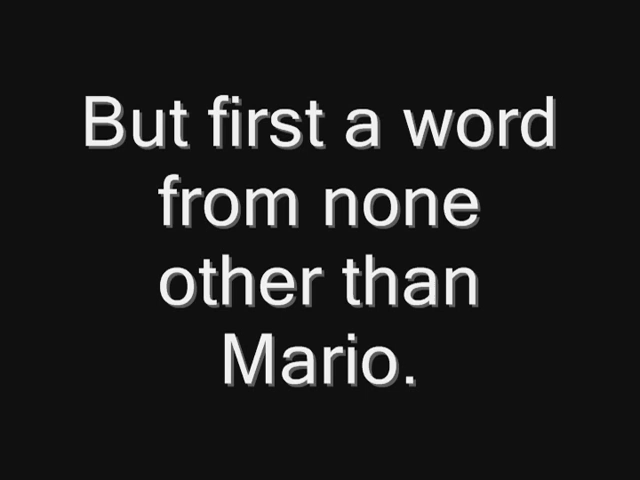 But first a word
from none
other than
Mario.